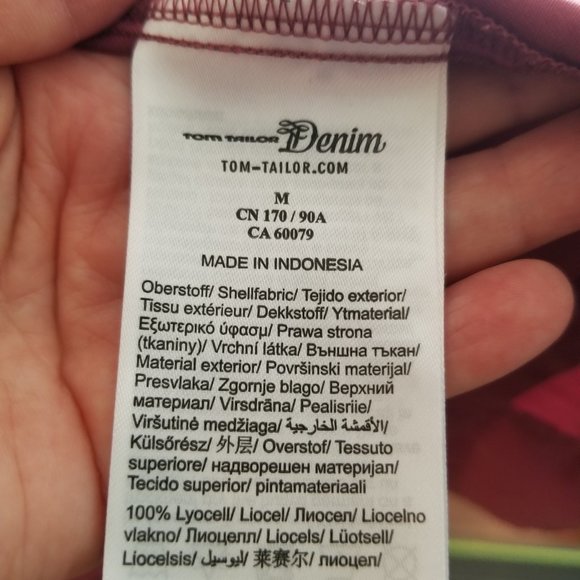 TOM TAILOR Denim
TOM-TAILOR.COM
M
CN 170 / 90A
CA 60079
MADE IN INDONESIA
Oberstoff/ Shellfabric/ Tejido exterior/
Tissu extérieur/ Dekkstoff/ Ytmaterial/
Εξωτερικό ύφασμ/ Prawa strona
(tkaniny)/ Vrchní látka/ Външна тъкан/
Material exterior/ Površinski materijal/
Presvlaka/ Zgornje blago/ Верхний
материал/ Virsdrāna/ Pealisriie/
Viršutinė medžiaga/ الأقمشة الخارجية/
Külsőrész/ 外层/ Overstof/ Tessuto
superiore/ надворешен материјал/
Tecido superior/ pintamateriaali
100% Lyocell/ Liocel/ Лиосел/ Liocelno
vlakno/ Лиоцелл/ Liocels/ Lüotsell/
Liocelsis/ ليوسيل/ 莱赛尔/ лиоцел/